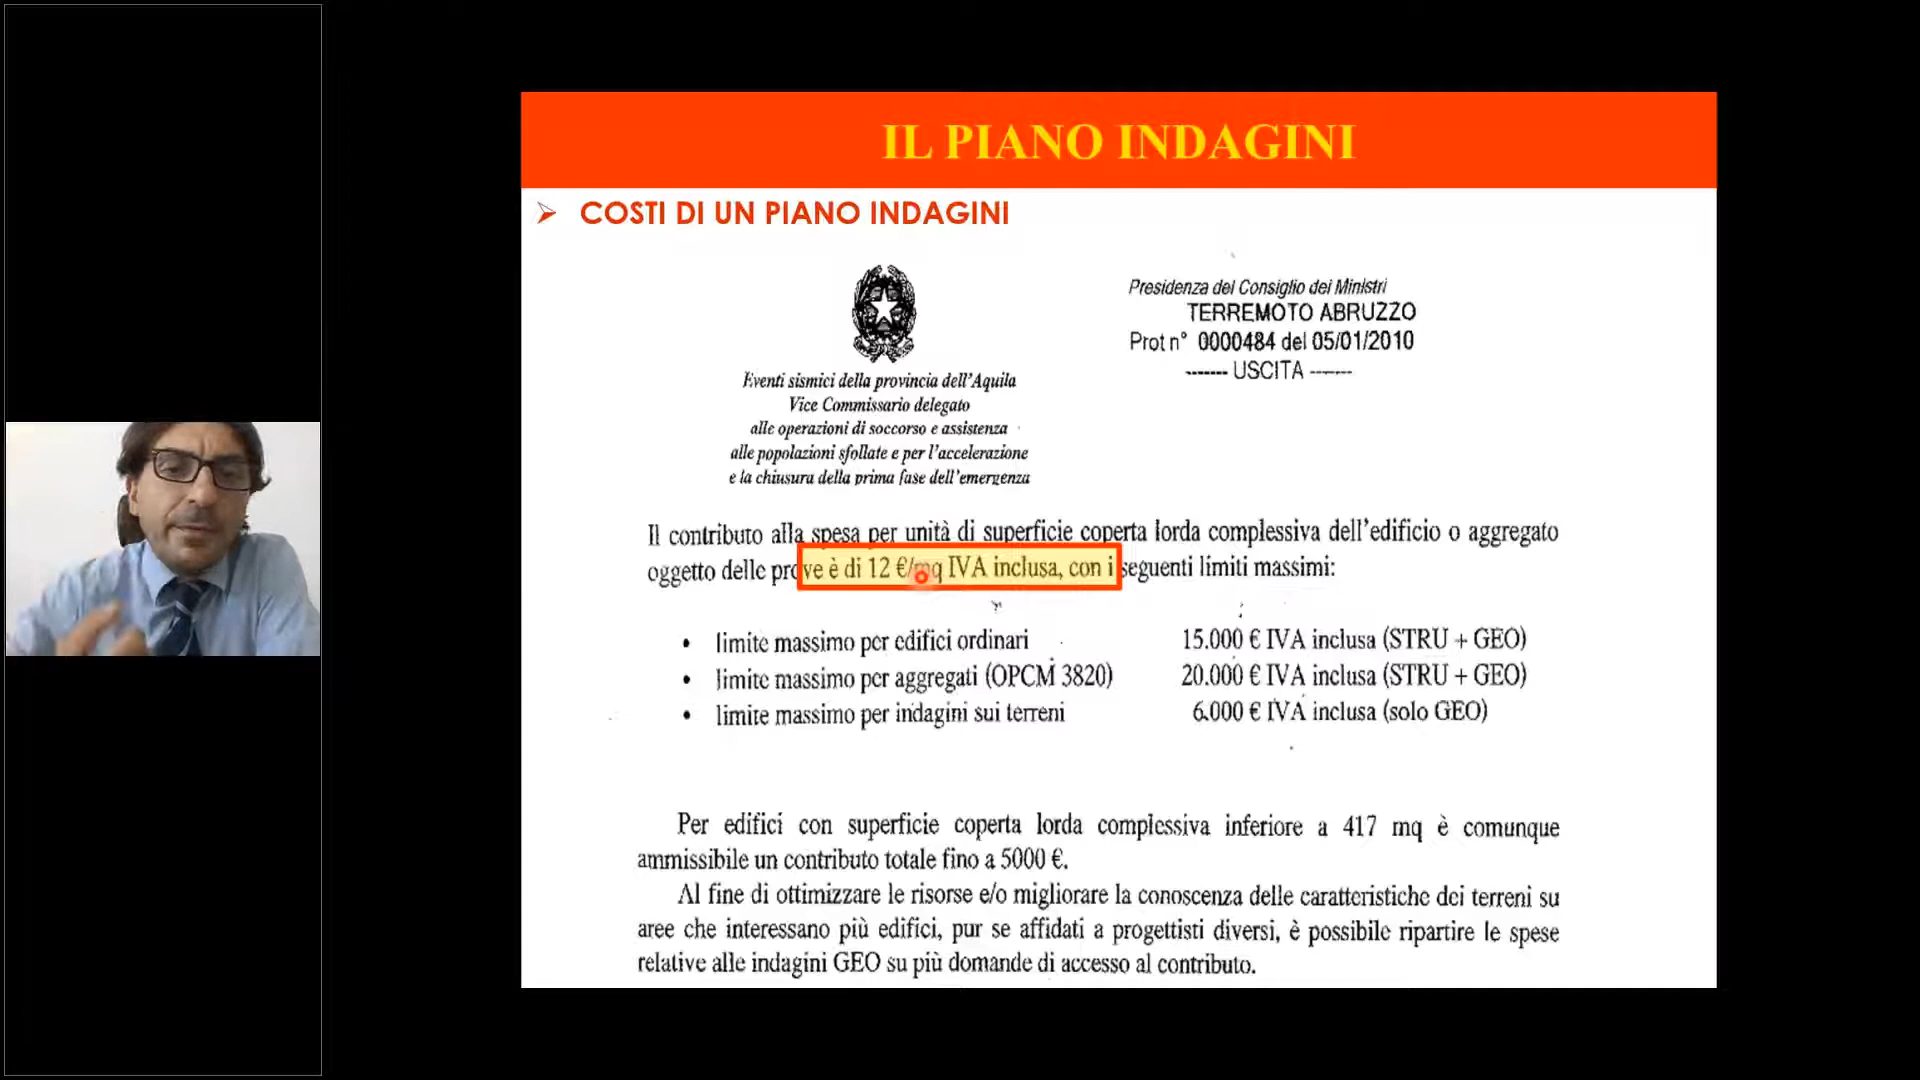 IL PIANO INDAGINI
COSTI DI UN PIANO INDAGINI
Presidenza del Consiglio dei Ministri
TERREMOTO ABRUZZO
Prot n° 0000484 del 05/01/2010
------- USCITA ------
Eventi sismici della provincia dell'Aquila
Vice Commissario delegato
alle operazioni di soccorso e assistenza
alle popolazioni sfollate e per l'accelerazione
e la chiusura della prima fase dell'emergenza
Il contributo alla spesa per unità di superficie coperta lorda complessiva dell'edificio o aggregato
oggetto delle prove è di 12 €/mq IVA inclusa, con i seguenti limiti massimi:
• limite massimo per edifici ordinari 15.000 € IVA inclusa (STRU + GEO)
• limite massimo per aggregati (OPCM 3820) 20.000 € IVA inclusa (STRU + GEO)
• limite massimo per indagini sui terreni 6.000 € IVA inclusa (solo GEO)
Per edifici con superficie coperta lorda complessiva inferiore a 417 mq è comunque
ammissibile un contributo totale fino a 5000 €.
Al fine di ottimizzare le risorse e/o migliorare la conoscenza delle caratteristiche dei terreni su
aree che interessano più edifici, pur se affidati a progettisti diversi, è possibile ripartire le spese
relative alle indagini GEO su più domande di accesso al contributo.